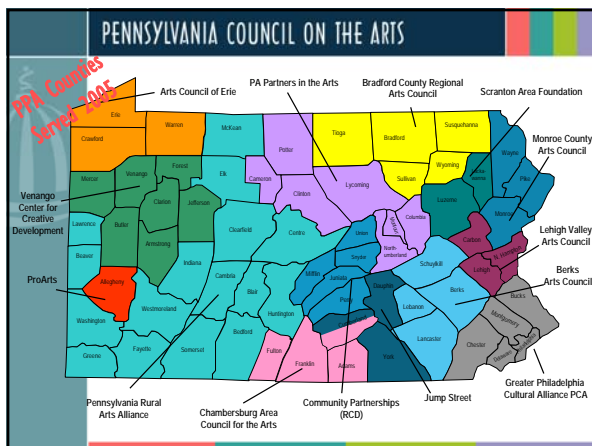 PENNSYLVANIA COUNCIL ON THE ARTS
PPA Counties
Served 2005
Arts Council of Erie
PA Partners in the Arts
Bradford County Regional
Arts Council
Scranton Area Foundation
Monroe County
Arts Council
Lehigh Valley
Arts Council
Berks
Arts Council
Greater Philadelphia
Cultural Alliance PCA
Jump Street
Community Partnerships
(RCD)
Chambersburg Area
Council for the Arts
Pennsylvania Rural
Arts Alliance
ProArts
Venango
Center for
Creative
Development
Erie
Crawford
Warren
McKean
Potter
Tioga
Bradford
Susquehanna
Wayne
Mercer
Venango
Forest
Elk
Cameron
Clinton
Lycoming
Sullivan
Wyoming
Pike
Lawrence
Butler
Clarion
Jefferson
Clearfield
Centre
Union
Columbia
Luzerne
Monroe
Beaver
Armstrong
Indiana
Snyder
North-
umberland
Carbon
Schuylkill
Lehigh
N. Hampton
Allegheny
Cambria
Blair
Mifflin
Juniata
Perry
Dauphin
Lebanon
Berks
Bucks
Washington
Westmoreland
Huntington
Cumberland
Lancaster
Montgomery
Greene
Fayette
Somerset
Bedford
Fulton
Franklin
Adams
York
Chester
Delaware